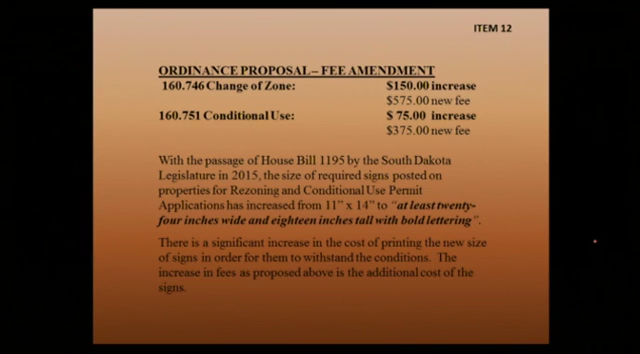 ITEM 12
ORDINANCE PROPOSAL – FEE AMENDMENT
160.746 Change of Zone: $150.00 increase
$575.00 new fee
160.751 Conditional Use: $ 75.00 increase
$375.00 new fee
With the passage of House Bill 1195 by the South Dakota
Legislature in 2015, the size of required signs posted on
properties for Rezoning and Conditional Use Permit
Applications has increased from 11” x 14” to “at least twenty-
four inches wide and eighteen inches tall with bold lettering”.
There is a significant increase in the cost of printing the new size
of signs in order for them to withstand the conditions. The
increase in fees as proposed above is the additional cost of the
signs.